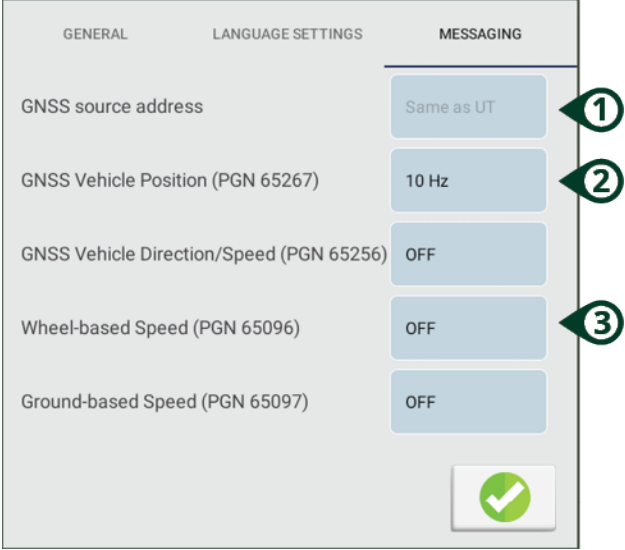 GENERAL LANGUAGE SETTINGS MESSAGING
GNSS source address Same as UT 1
GNSS Vehicle Position (PGN 65267) 10 Hz 2
GNSS Vehicle Direction/Speed (PGN 65256) OFF
Wheel-based Speed (PGN 65096) OFF 3
Ground-based Speed (PGN 65097) OFF